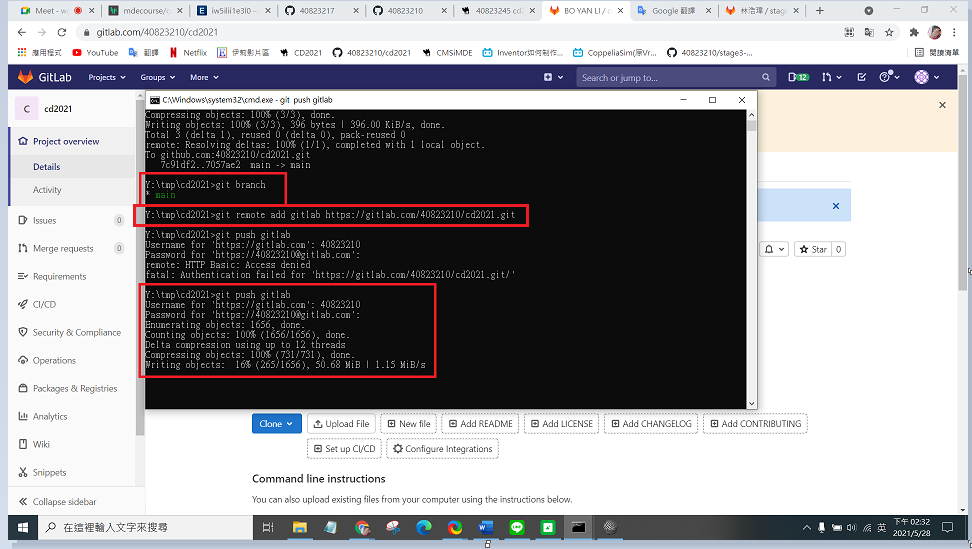 Meet - w
mdecourse/c
iw5ilii1e3l0 -
40823217
40823210
40823245 cd
BO YAN LI / c
Google 翻譯
林浩瑋 / stag
gitlab.com/40823210/cd2021
應用程式 YouTube 翻譯 Netflix 伊莉影片區 CD2021 40823210/cd2021 CMSiMDE Inventor如何制作... CoppeliaSim(原Vr... 40823210/stage3-... 閱讀清單
GitLab Projects Groups More Search or jump to... 12
C cd2021
Project overview
Details
Activity
Issues 0
Merge requests 0
Requirements
CI/CD
Security & Compliance
Operations
Packages & Registries
Analytics
Wiki
Snippets
Collapse sidebar
C:\Windows\system32\cmd.exe - git push gitlab
Compressing objects: 100% (3/3), done.
Writing objects: 100% (3/3), 396 bytes | 396.00 KiB/s, done.
Total 3 (delta 1), reused 0 (delta 0), pack-reused 0
remote: Resolving deltas: 100% (1/1), completed with 1 local object.
To github.com:40823210/cd2021.git
7c91df2..7057ae2 main -> main
Y:\tmp\cd2021>git branch
* main
Y:\tmp\cd2021>git remote add gitlab https://gitlab.com/40823210/cd2021.git
Y:\tmp\cd2021>git push gitlab
Username for 'https://gitlab.com': 40823210
Password for 'https://40823210@gitlab.com':
remote: HTTP Basic: Access denied
fatal: Authentication failed for 'https://gitlab.com/40823210/cd2021.git/'
Y:\tmp\cd2021>git push gitlab
Username for 'https://gitlab.com': 40823210
Password for 'https://40823210@gitlab.com':
Enumerating objects: 1656, done.
Counting objects: 100% (1656/1656), done.
Delta compression using up to 12 threads
Compressing objects: 100% (731/731), done.
Writing objects: 16% (265/1656), 50.68 MiB | 1.15 MiB/s
Star 0
Clone Upload File New file Add README Add LICENSE Add CHANGELOG Add CONTRIBUTING
Set up CI/CD Configure Integrations
Command line instructions
You can also upload existing files from your computer using the instructions below.
在這裡輸入文字來搜尋
英
下午 02:32
2021/5/28